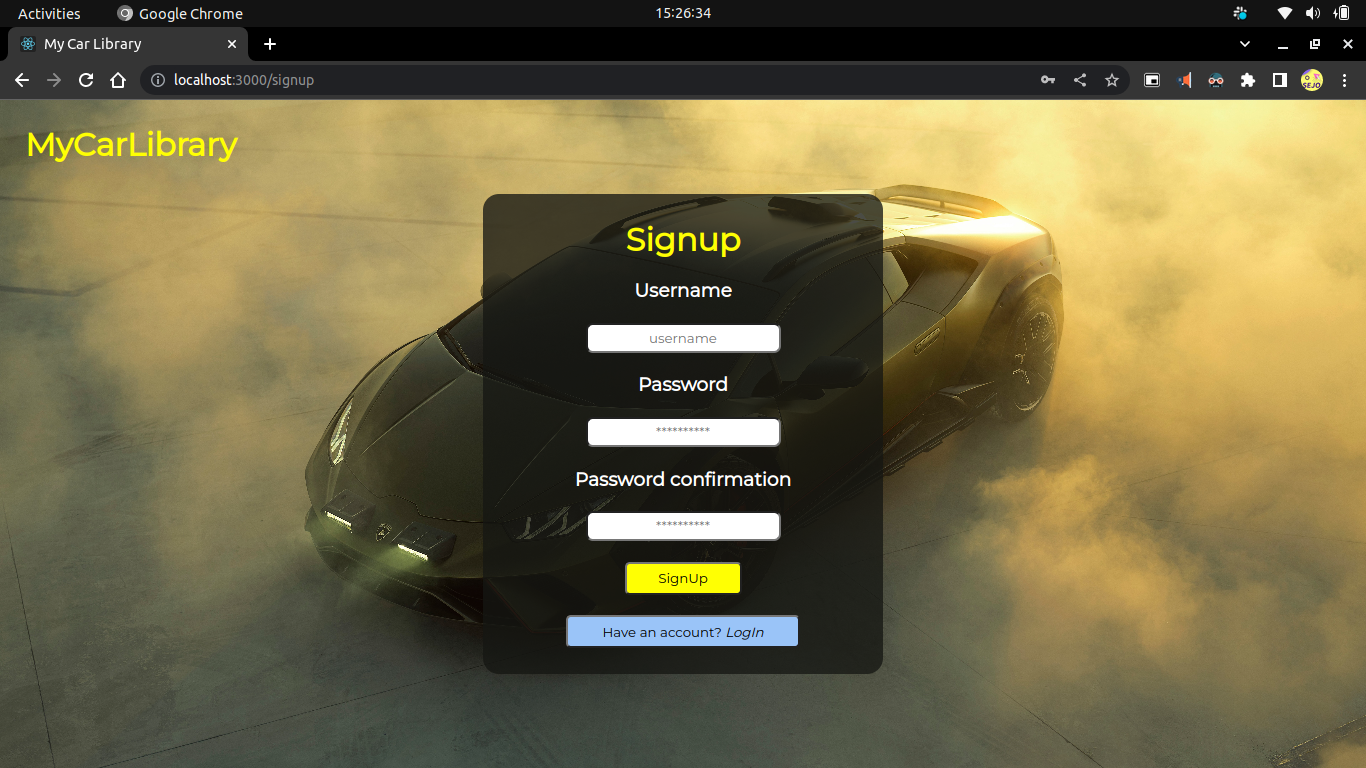 Activities
Google Chrome
15:26:34
My Car Library
localhost:3000/signup
SEJO
MyCarLibrary
Signup
Username
username
Password
**********
Password confirmation
**********
SignUp
Have an account? LogIn